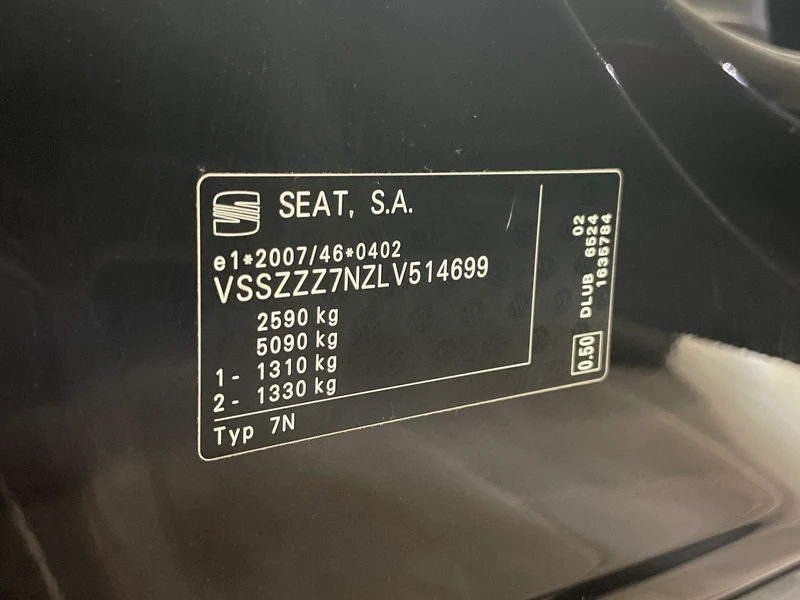 SEAT, S.A.
e1*2007/46*0402
VSSZZZ7NZLV514699
2590 kg
5090 kg
1- 1310 kg
2- 1330 kg
Typ 7N
02
DLUB 6524
1635784
0.50